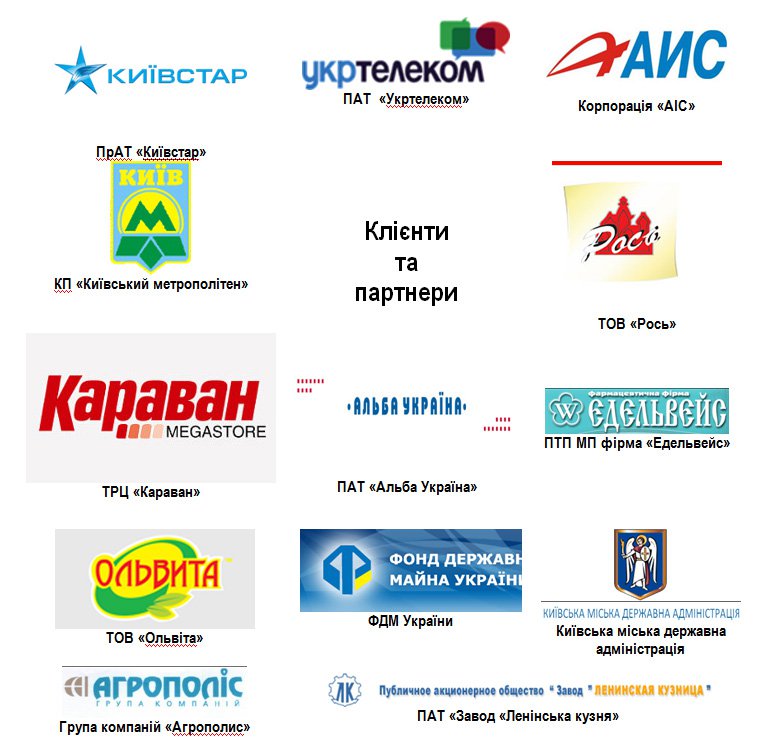 КИЇВСТАР
ПрАТ «Київстар»
укртелеком
ПАТ «Укртелеком»
АИС
Корпорація «АІС»
КИЇВ
М
КП «Київський метрополітен»
Клієнти
та
партнери
Рось
ТОВ «Рось»
Караван
MEGASTORE
ТРЦ «Караван»
·АЛЬБА УКРАЇНА·
ПАТ «Альба Україна»
Фармацевтична фірма
ЕДЕЛЬВЕЙС
ПТП МП фірма «Едельвейс»
ОЛЬВИТА
ТОВ «Ольвіта»
ФОНД ДЕРЖАВН
МАЙНА УКРАЇНИ
ФДМ України
КИЇВСЬКА МІСЬКА ДЕРЖАВНА АДМІНІСТРАЦІЯ
Київська міська державна
адміністрація
АГРОПОЛІС
ГРУПА КОМПАНІЙ
Група компаній «Агрополис»
ЛК
Публичное акционерное общество “ Завод " ЛЕНИНСКАЯ КУЗНИЦА "
ПАТ «Завод «Ленінська кузня»